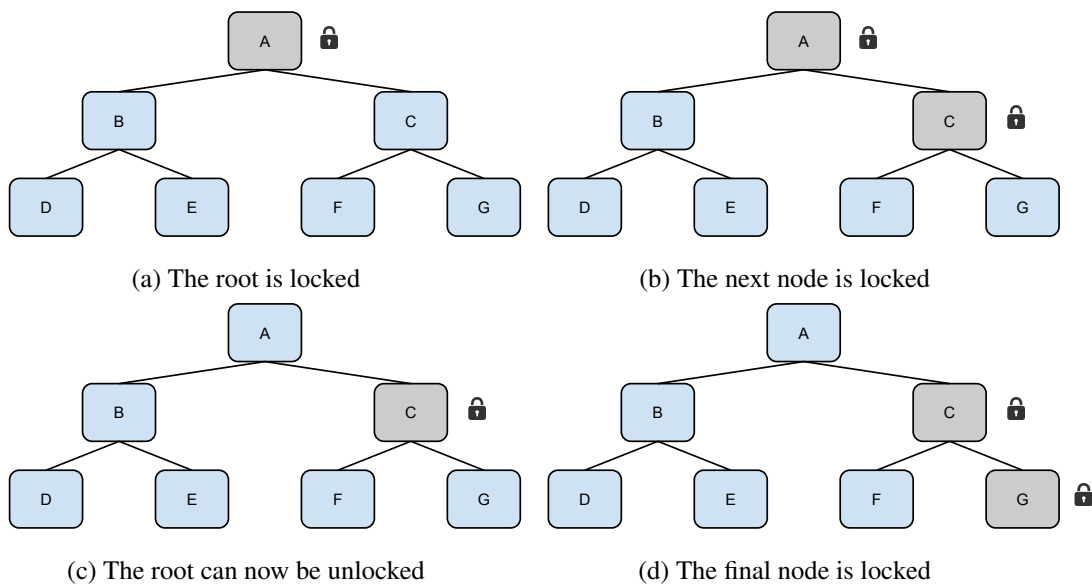 A
A
B
C
B
C
D
E
F
G
D
E
F
G
(a) The root is locked
(b) The next node is locked
A
A
B
C
B
C
D
E
F
G
D
E
F
G
(c) The root can now be unlocked
(d) The final node is locked